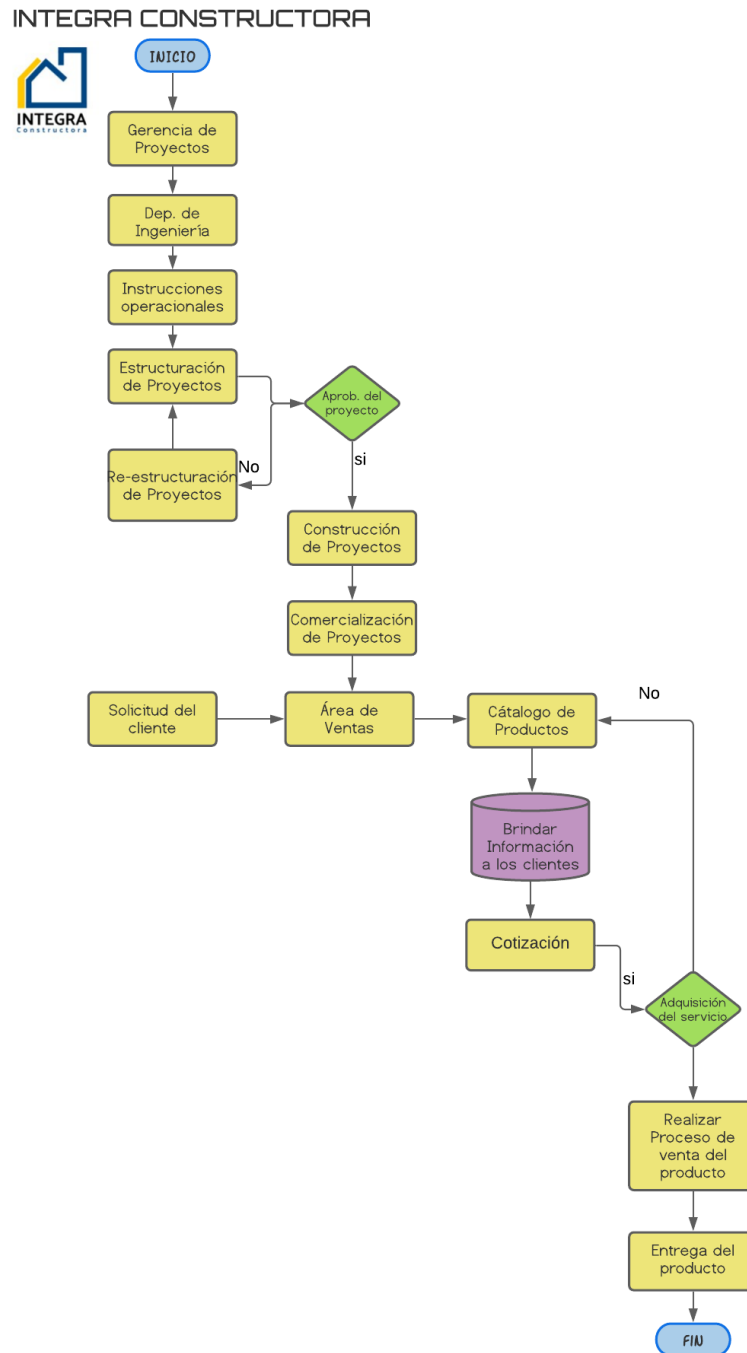 INTEGRA CONSTRUCTORA
INICIO
INTEGRA
Constructora
Gerencia de
Proyectos
Dep. de
Ingeniería
Instrucciones
operacionales
Estructuración
de Proyectos
Aprob. del
proyecto
No
si
Re-estructuración
de Proyectos
Construcción
de Proyectos
Comercialización
de Proyectos
Solicitud del
cliente
Área de
Ventas
Cátalogo de
Productos
No
Brindar
Información
a los clientes
Cotización
si
Adquisición
del servicio
Realizar
Proceso de
venta del
producto
Entrega del
producto
FIN